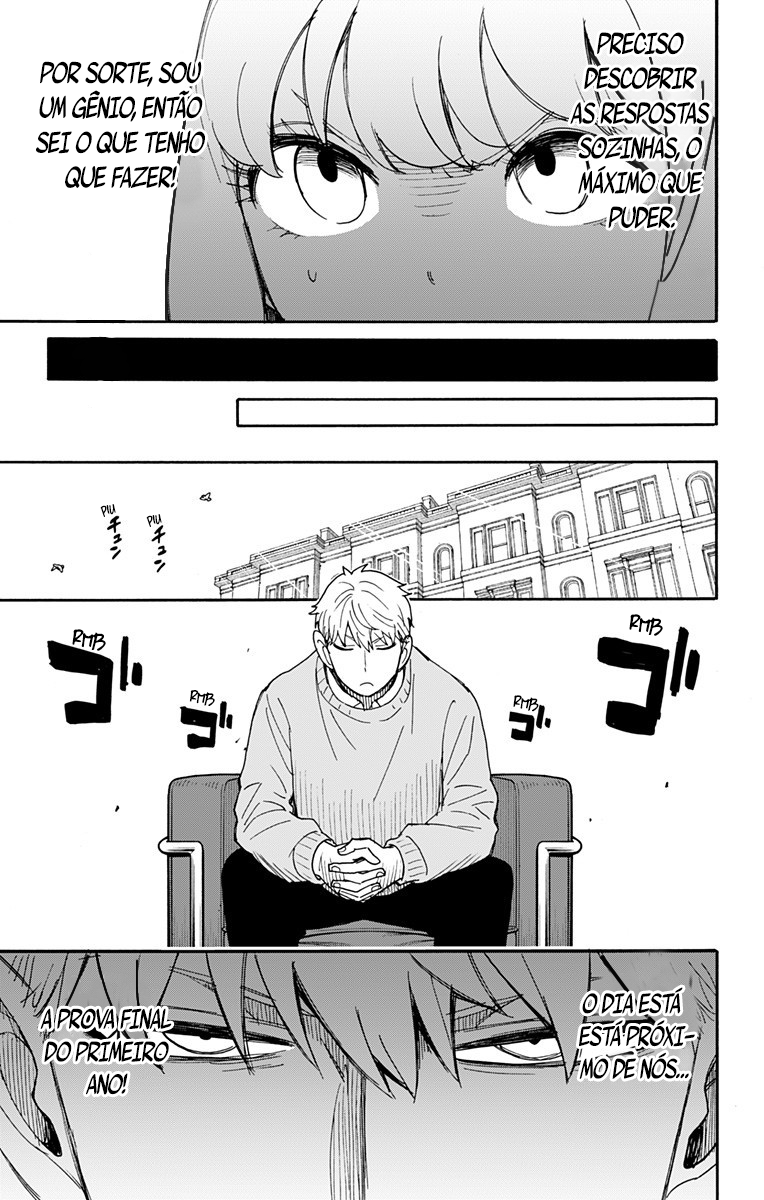 PRECISO
DESCOBRIR
AS RESPOSTAS
SOZINHAS, O
MÁXIMO QUE
PUDER.
POR SORTE, SOU
UM GÊNIO, ENTÃO
SEI O QUE TENHO
QUE FAZER!
PIU
チュン
PIU
チュン
RMB
ゴ
RMB
ゴ
RMB
ゴ
RMB
ゴ
O DIA ESTÁ
ESTÁ PRÓXI-
MO DE NÓS...
A PROVA FINAL
DO PRIMEIRO
ANO!